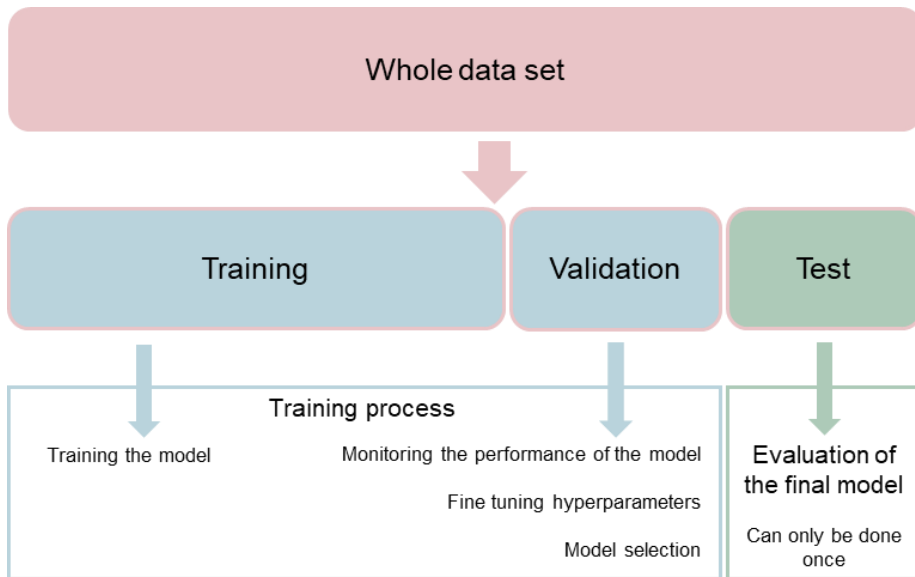 Whole data set
Training
Validation
Test
Training process
Training the model
Monitoring the performance of the model
Fine tuning hyperparameters
Model selection
Evaluation of
the final model
Can only be done
once